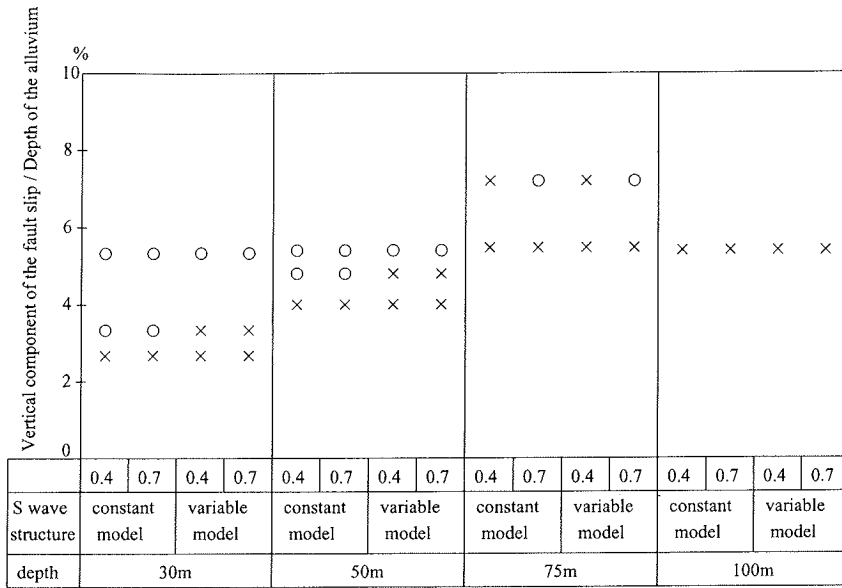 Vertical component of the fault slip / Depth of the alluvium
%
10
8
6
4
2
0
0.4 0.7 0.4 0.7 0.4 0.7 0.4 0.7 0.4 0.7 0.4 0.7 0.4 0.7 0.4 0.7
S wave constant variable constant variable constant variable constant variable
structure model model model model model model model model
depth 30m 50m 75m 100m